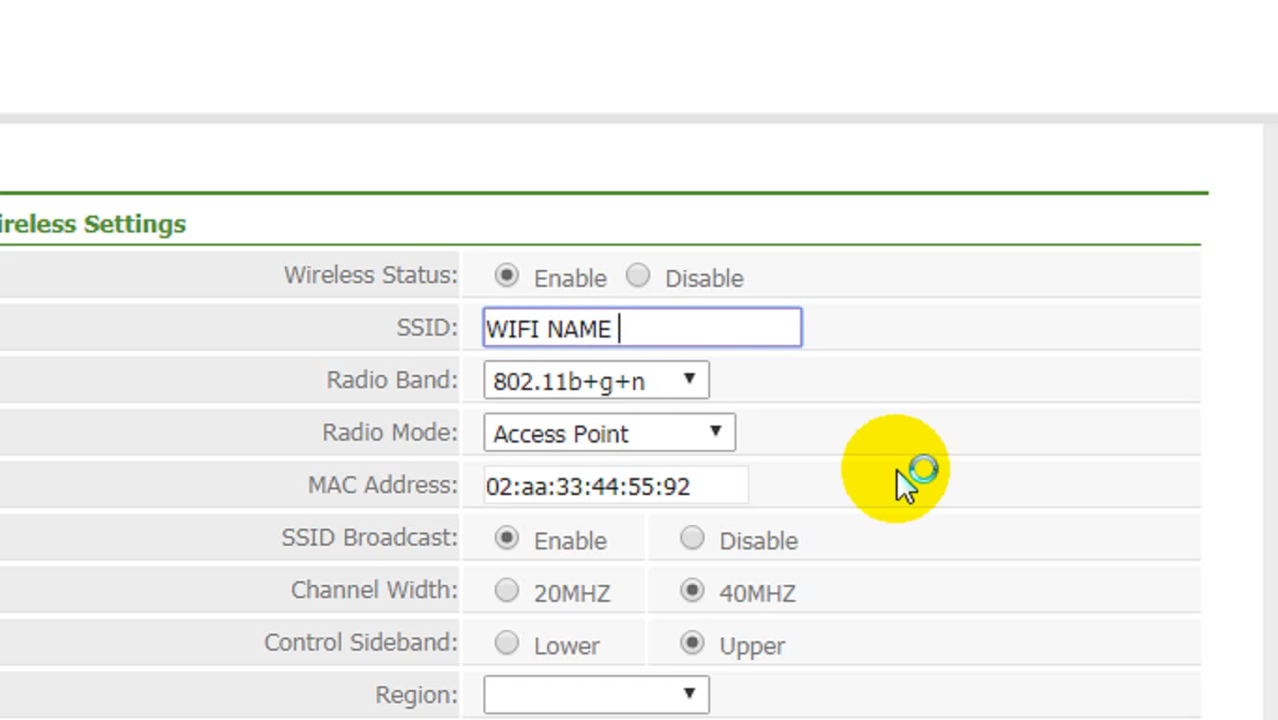 ireless Settings
Wireless Status: Enable Disable
SSID: WIFI NAME
Radio Band: 802.11b+g+n
Radio Mode: Access Point
MAC Address: 02:aa:33:44:55:92
SSID Broadcast: Enable Disable
Channel Width: 20MHZ 40MHZ
Control Sideband: Lower Upper
Region: